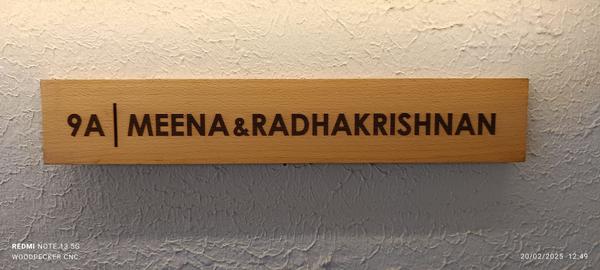 9A | MEENA&RADHAKRISHNAN
REDMI NOTE 13 5G
WOODPECKER CNC
20/02/2025 12:49